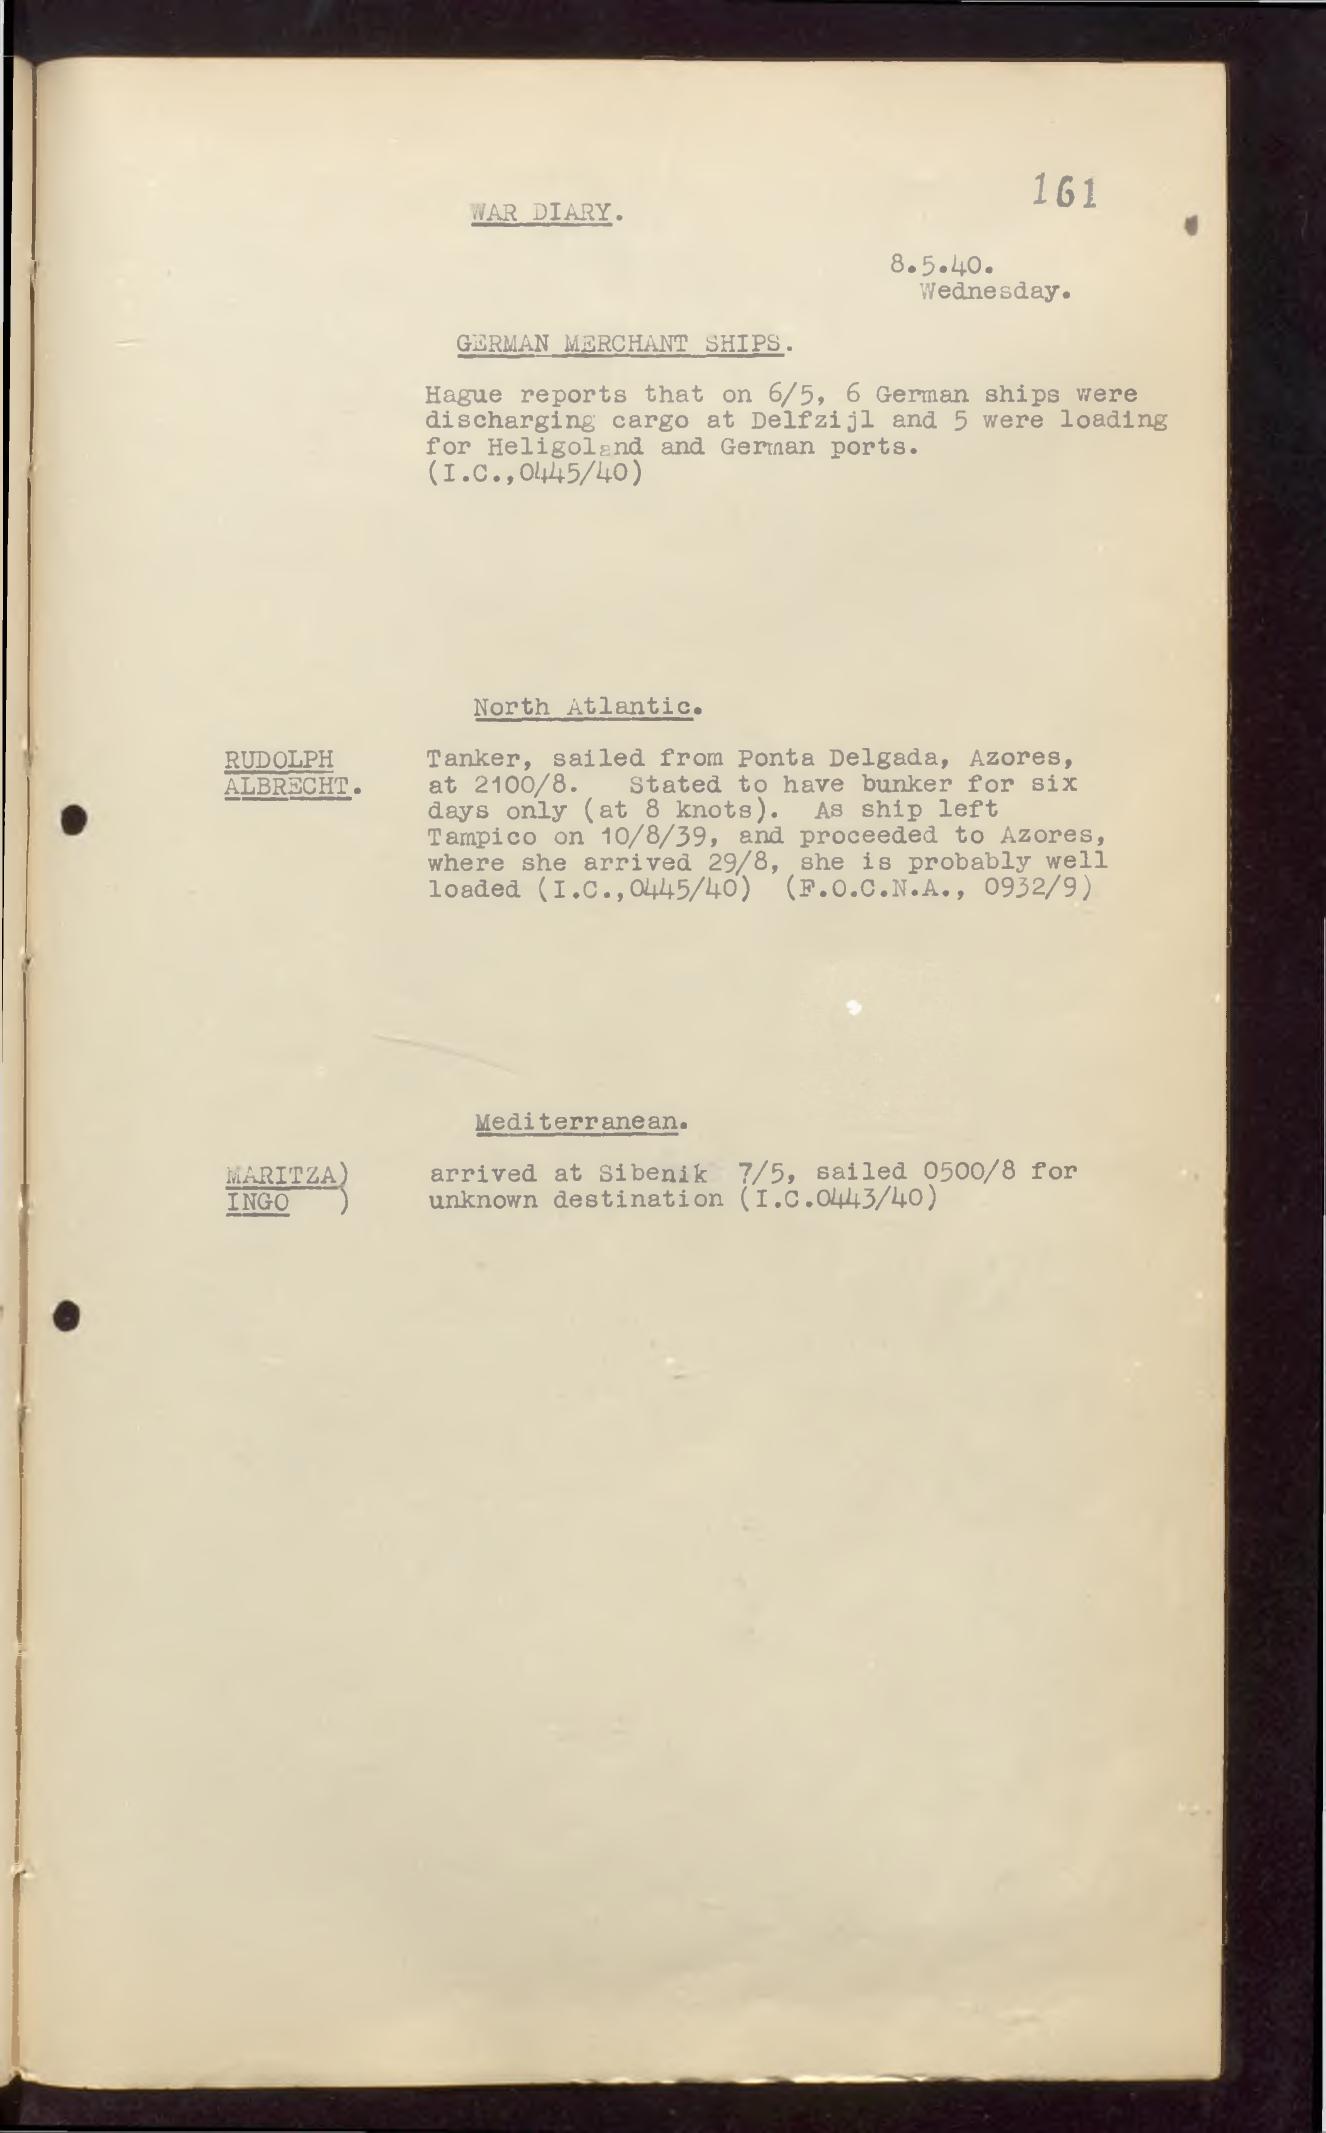 161
WAR DIARY.
8.5.40.
Wednesday.
GERMAN MERCHANT SHIPS.
Hague reports that on 6/5, 6 German ships were
discharging cargo at Delfzijl and 5 were loading
for Heligoland and German ports.
(I.C.,0445/40)
North Atlantic.
RUDOLPH
ALBRECHT.
Tanker, sailed from Ponta Delgada, Azores,
at 2100/8. Stated to have bunker for six
days only (at 8 knots). As ship left
Tampico on 10/8/39, and proceeded to Azores,
where she arrived 29/8, she is probably well
loaded (I.C.,0445/40) (F.O.C.N.A., 0932/9)
Mediterranean.
MARITZA)
INGO )
arrived at Sibenik 7/5, sailed 0500/8 for
unknown destination (I.C.0443/40)